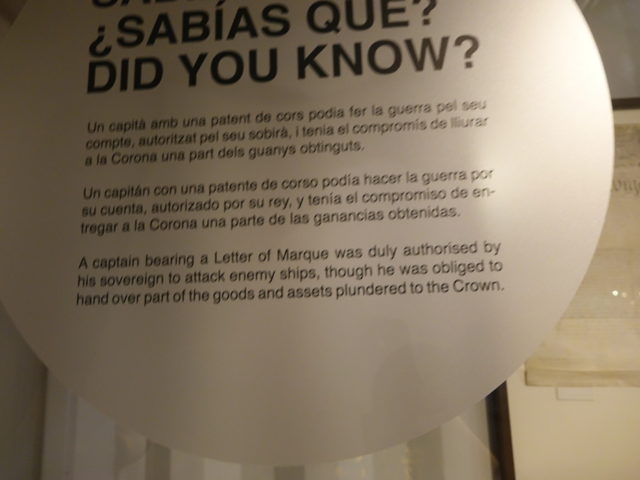 ¿SABÍAS QUE?
DID YOU KNOW?
Un capità amb una patent de cors podia fer la guerra pel seu
compte, autoritzat pel seu sobirà, i tenia el compromís de lliurar
a la Corona una part dels guanys obtinguts.
Un capitán con una patente de corso podía hacer la guerra por
su cuenta, autorizado por su rey, y tenía el compromiso de en-
tregar a la Corona una parte de las ganancias obtenidas.
A captain bearing a Letter of Marque was duly authorised by
his sovereign to attack enemy ships, though he was obliged to
hand over part of the goods and assets plundered to the Crown.